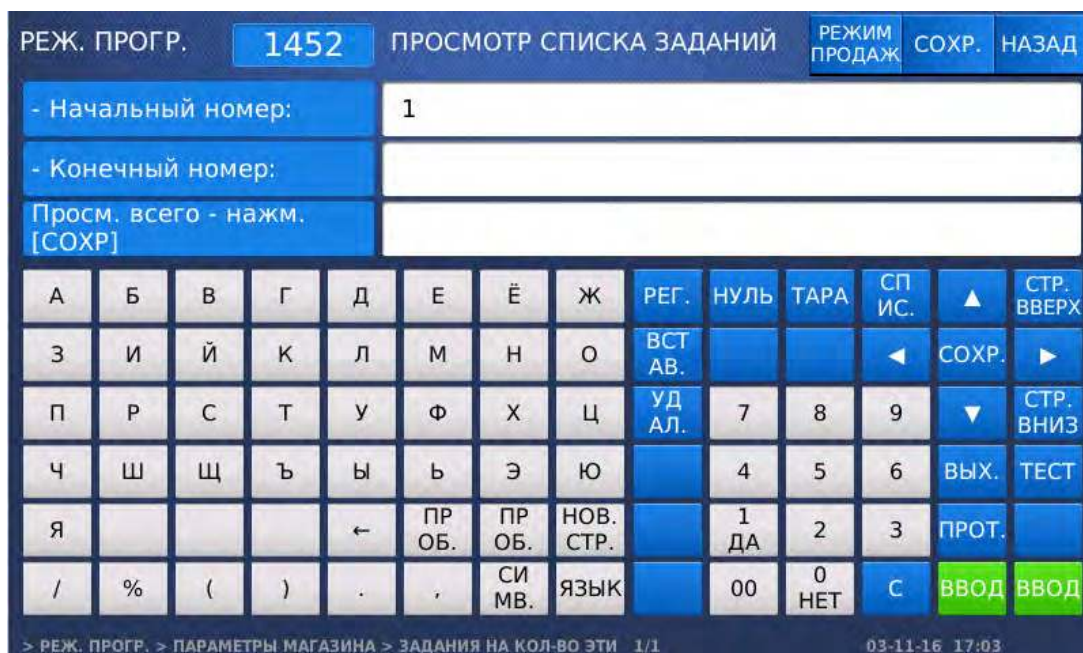 РЕЖ. ПРОГР. 1452 ПРОСМОТР СПИСКА ЗАДАНИЙ РЕЖИМ ПРОДАЖ СОХР. НАЗАД
- Начальный номер: 1
- Конечный номер:
Просм. всего - нажм.
[СОХР]
А Б В Г Д Е Ё Ж РЕГ. НУЛЬ ТАРА СП ИС. ▲ СТР. ВВЕРХ
З И Й К Л М Н О ВСТ АВ. ◀ СОХР. ▶
П Р С Т У Ф Х Ц УД АЛ. 7 8 9 ▼ СТР. ВНИЗ
Ч Ш Щ Ъ Ы Ь Э Ю 4 5 6 ВЫХ. ТЕСТ
Я ← ПР ОБ. ПР ОБ. НОВ. СТР. 1 ДА 2 3 ПРОТ.
/ % ( ) . , СИ МВ. ЯЗЫК 00 0 НЕТ С ВВОД ВВОД
> РЕЖ. ПРОГР. > ПАРАМЕТРЫ МАГАЗИНА > ЗАДАНИЯ НА КОЛ-ВО ЭТИ 1/1 03-11-16 17:03